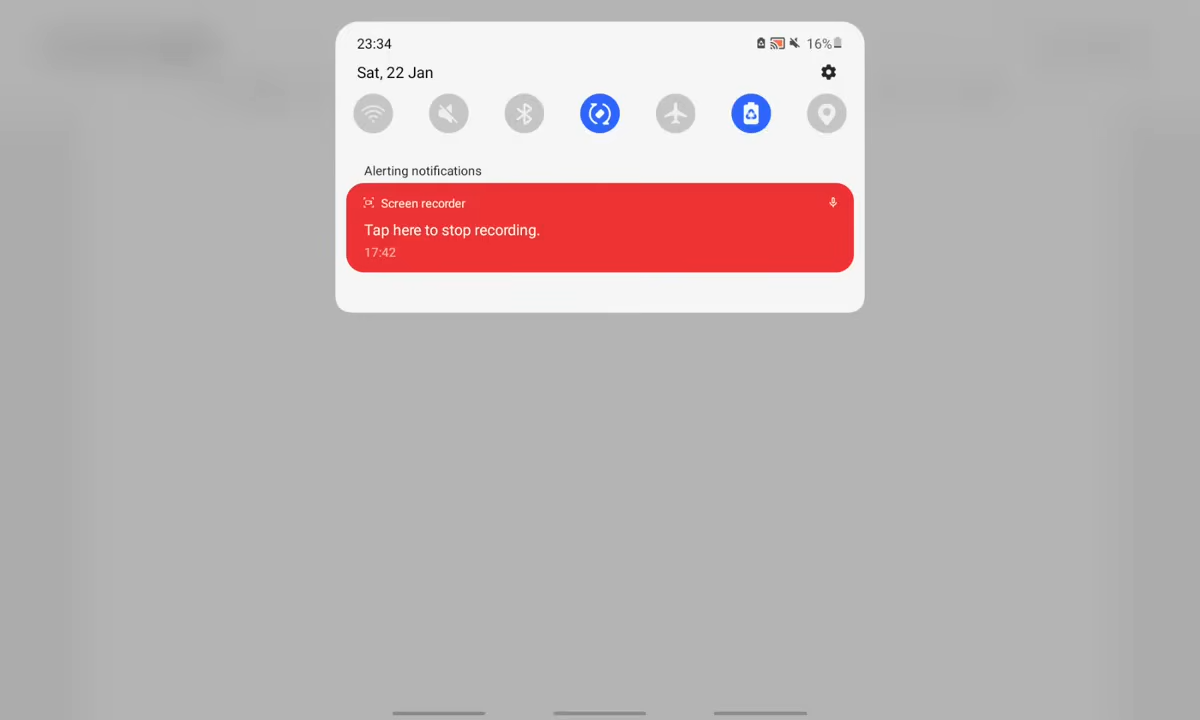 23:34
16%
Sat, 22 Jan
Alerting notifications
Screen recorder
Tap here to stop recording.
17:42